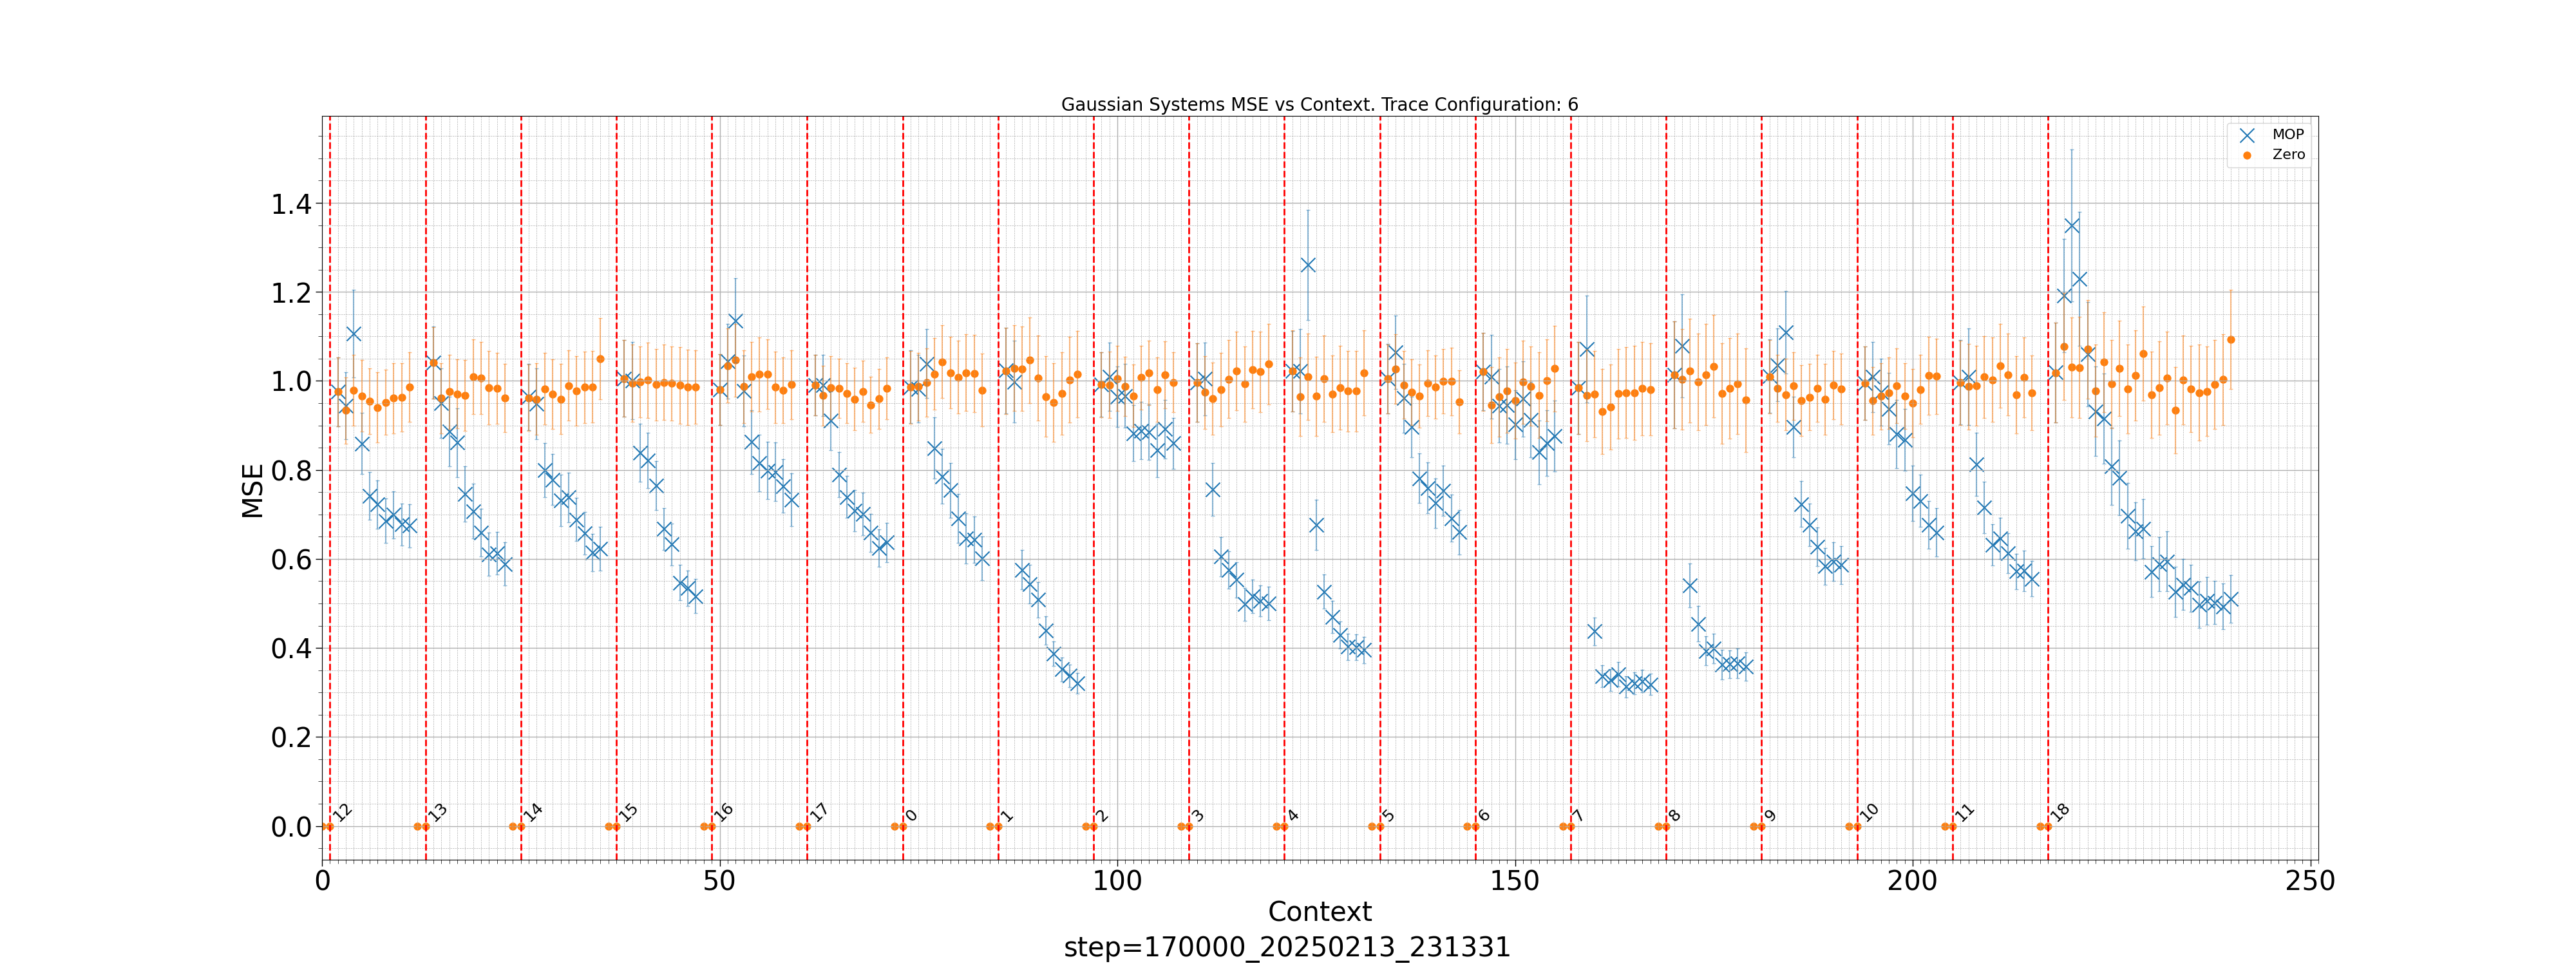 Gaussian Systems MSE vs Context. Trace Configuration: 6
MOP
Zero
1.4
1.2
1.0
0.8
0.6
0.4
0.2
0.0
MSE
12 13 14 15 16 17 0 1 2 3 4 5 6 7 8 9 10 11 18
0 50 100 150 200 250
Context
step=170000_20250213_231331